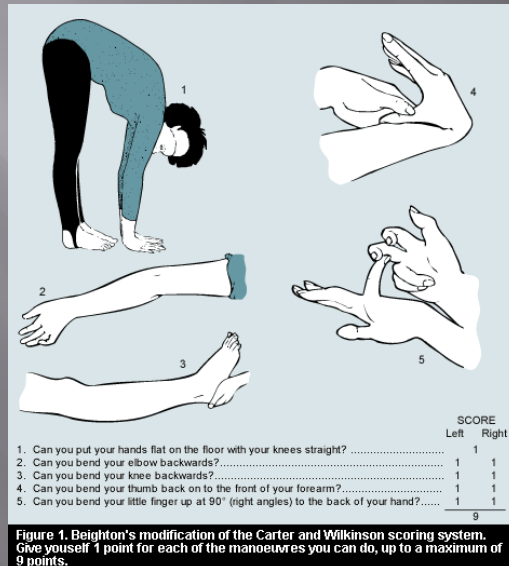 1
4
2
3
5
SCORE
Left Right
1. Can you put your hands flat on the floor with your knees straight? ............................ 1
2. Can you bend your elbow backwards?...................................................................... 1 1
3. Can you bend your knee backwards?....................................................................... 1 1
4. Can you bend your thumb back on to the front of your forearm?.............................. 1 1
5. Can you bend your little finger up at 90° (right angles) to the back of your hand?...... 1 1
9
Figure 1. Beighton's modification of the Carter and Wilkinson scoring system.
Give youself 1 point for each of the manoeuvres you can do, up to a maximum of
9 points.